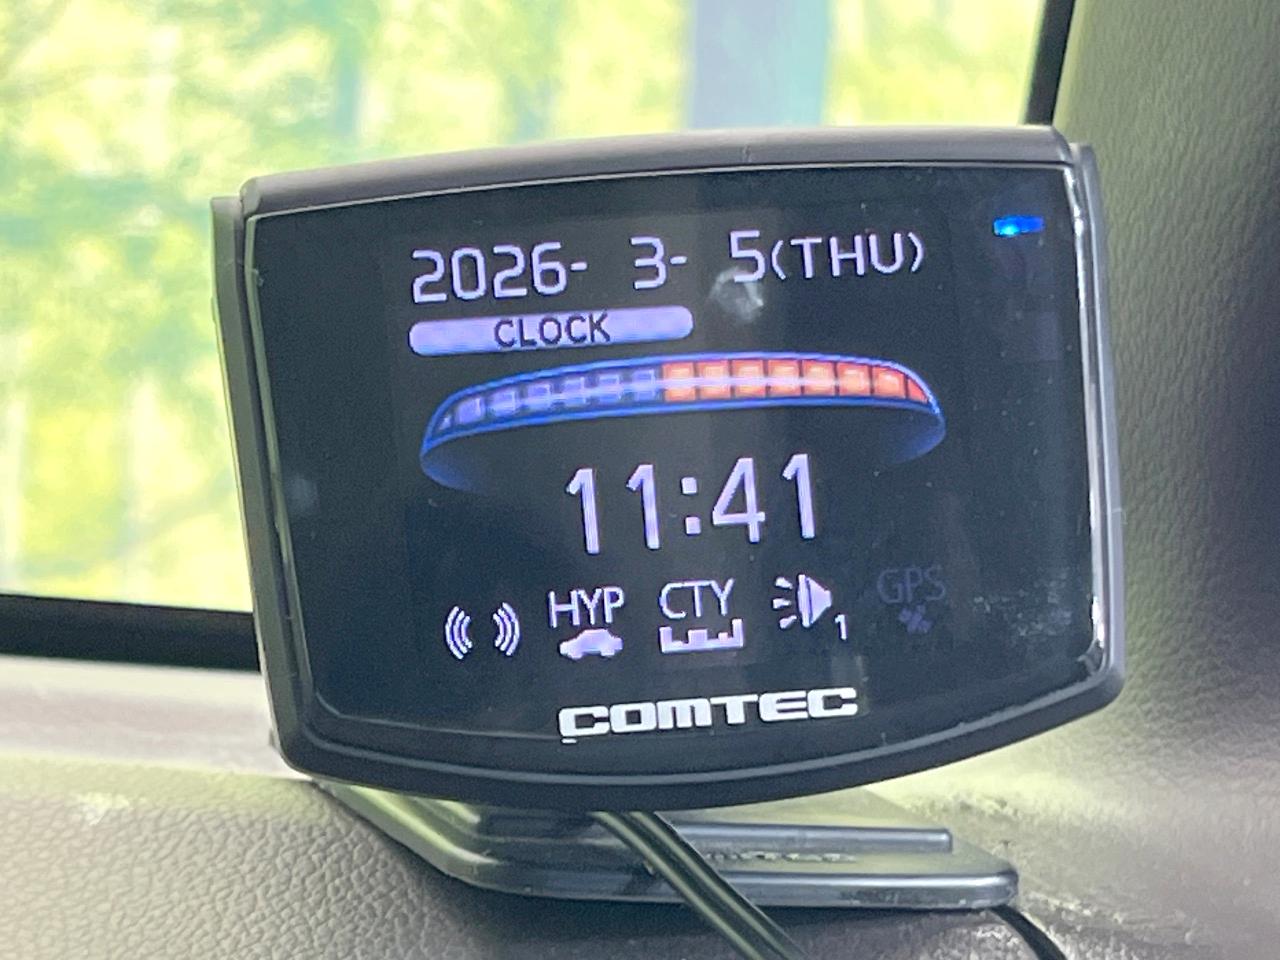 2026- 3- 5(THU)
CLOCK
11:41
HYP CTY 1 GPS
COMTEC